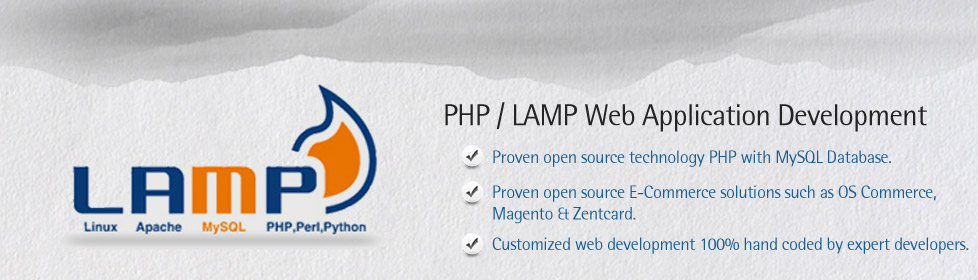 LAMP
Linux Apache MySQL PHP,Perl,Python
PHP / LAMP Web Application Development
Proven open source technology PHP with MySQL Database.
Proven open source E-Commerce solutions such as OS Commerce,
Magento & Zentcard.
Customized web development 100% hand coded by expert developers.